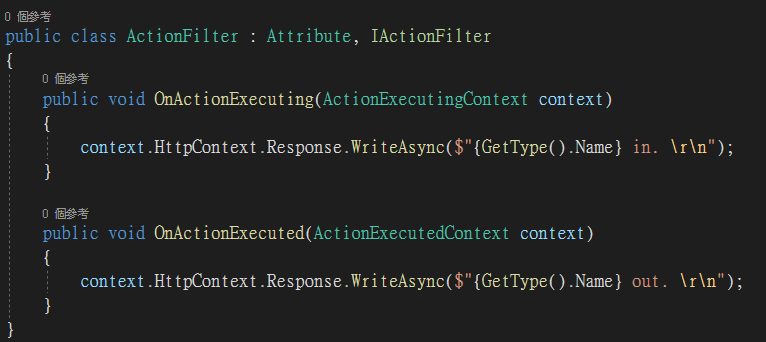 0 個參考
public class ActionFilter : Attribute, IActionFilter
{
0 個參考
public void OnActionExecuting(ActionExecutingContext context)
{
context.HttpContext.Response.WriteAsync($"{GetType().Name} in. \r\n");
}
0 個參考
public void OnActionExecuted(ActionExecutedContext context)
{
context.HttpContext.Response.WriteAsync($"{GetType().Name} out. \r\n");
}
}